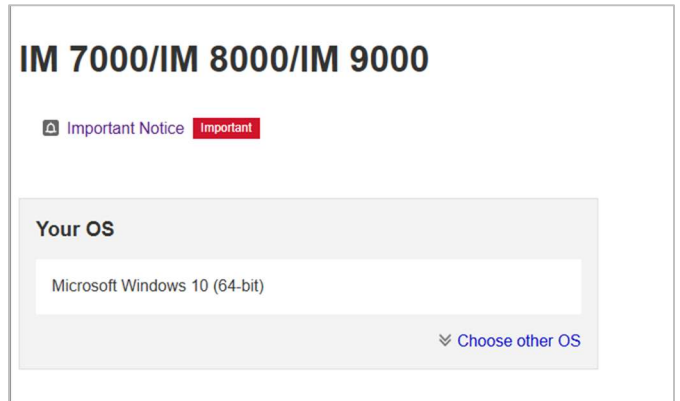 IM 7000/IM 8000/IM 9000
Important Notice Important
Your OS
Microsoft Windows 10 (64-bit)
Choose other OS